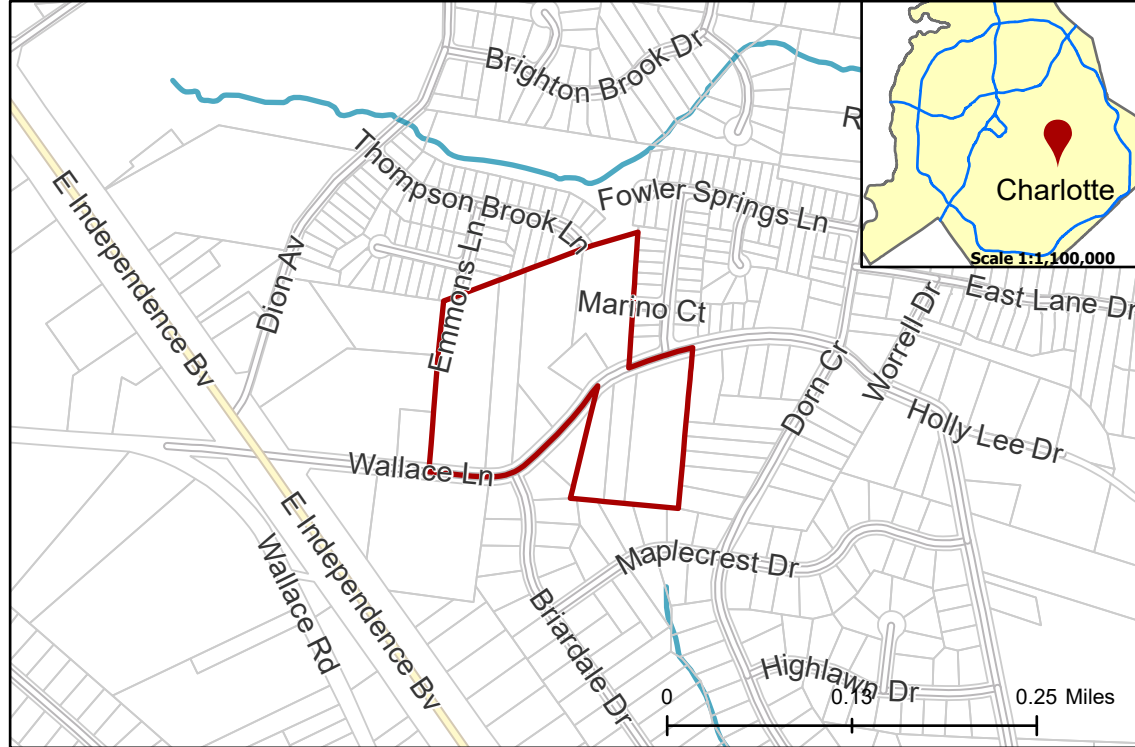 Brighton Brook Dr
R
Charlotte
Scale 1:1,100,000
Thompson Brook Ln
Fowler Springs Ln
E Independence Bv
Dion Av
Emmons Ln
Marino Ct
East Lane Dr
Worrell Dr
Dorn Cr
Holly Lee Dr
Wallace Ln
E Independence Bv
Wallace Rd
Maplecrest Dr
Briardale Dr
Highlawn Dr
0 0.13 0.25 Miles